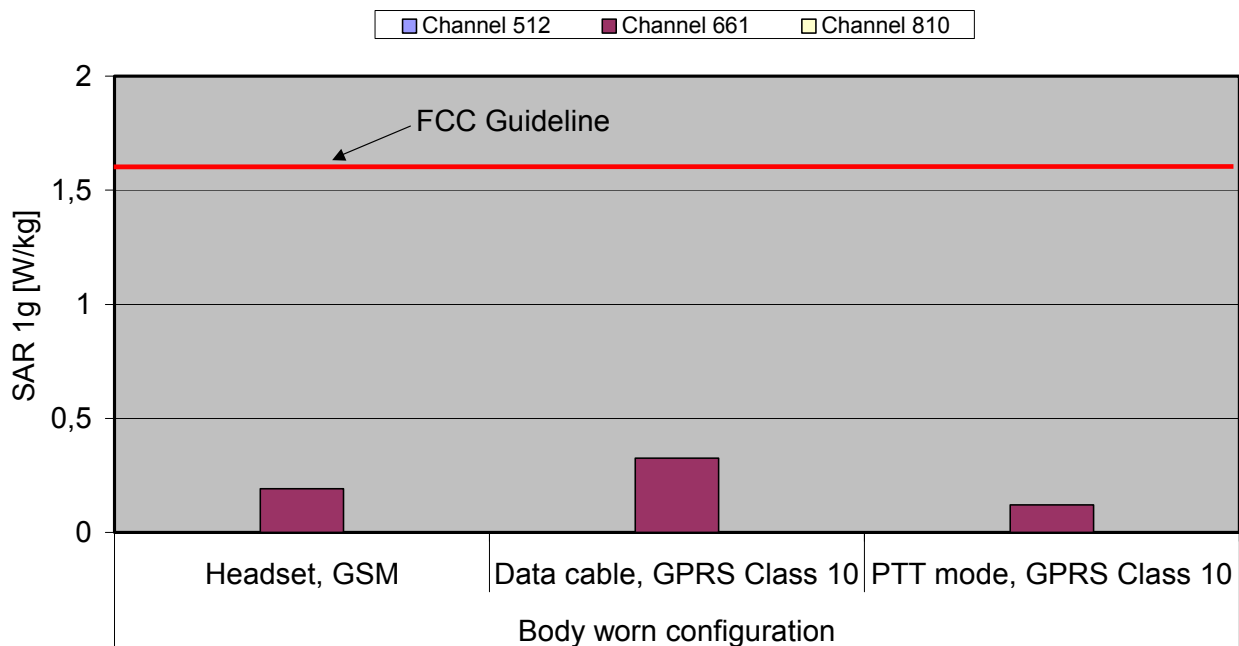 Channel 512 Channel 661 Channel 810
2
FCC Guideline
1,5
1
0,5
0
SAR 1g [W/kg]
Headset, GSM Data cable, GPRS Class 10 PTT mode, GPRS Class 10
Body worn configuration